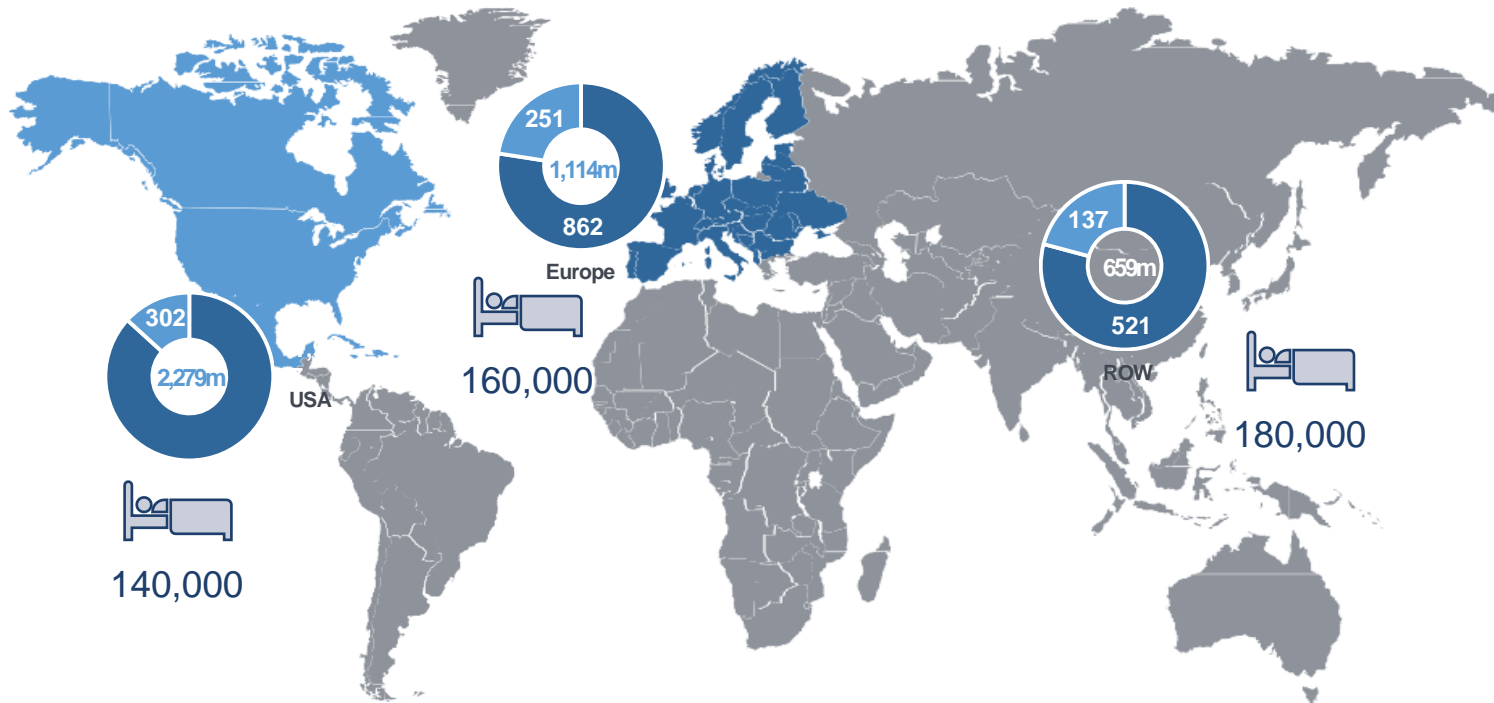 302
2,279m
USA
140,000
251
1,114m
862
Europe
160,000
137
659m
521
ROW
180,000